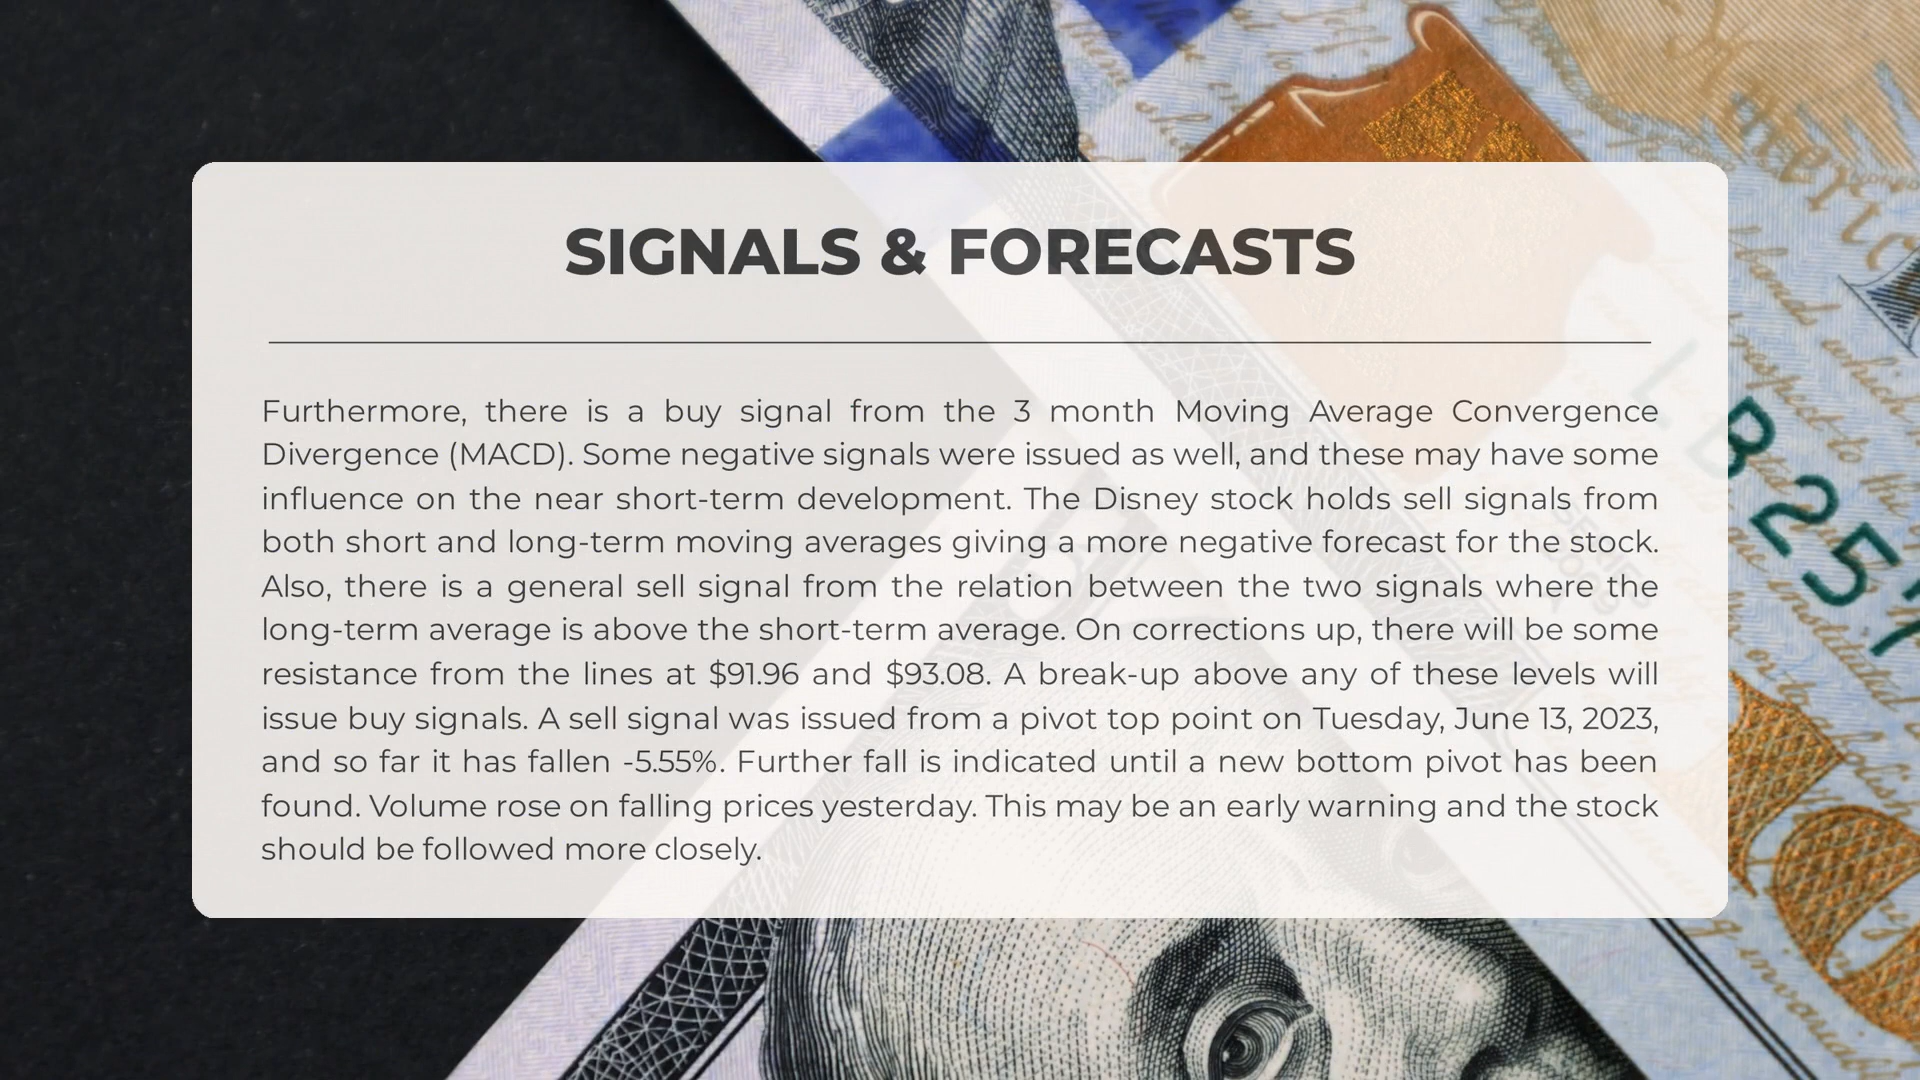 SIGNALS & FORECASTS
Furthermore, there is a buy signal from the 3 month Moving Average Convergence
Divergence (MACD). Some negative signals were issued as well, and these may have some
influence on the near short-term development. The Disney stock holds sell signals from
both short and long-term moving averages giving a more negative forecast for the stock.
Also, there is a general sell signal from the relation between the two signals where the
long-term average is above the short-term average. On corrections up, there will be some
resistance from the lines at $91.96 and $93.08. A break-up above any of these levels will
issue buy signals. A sell signal was issued from a pivot top point on Tuesday, June 13, 2023,
and so far it has fallen -5.55%. Further fall is indicated until a new bottom pivot has been
found. Volume rose on falling prices yesterday. This may be an early warning and the stock
should be followed more closely.
LB257